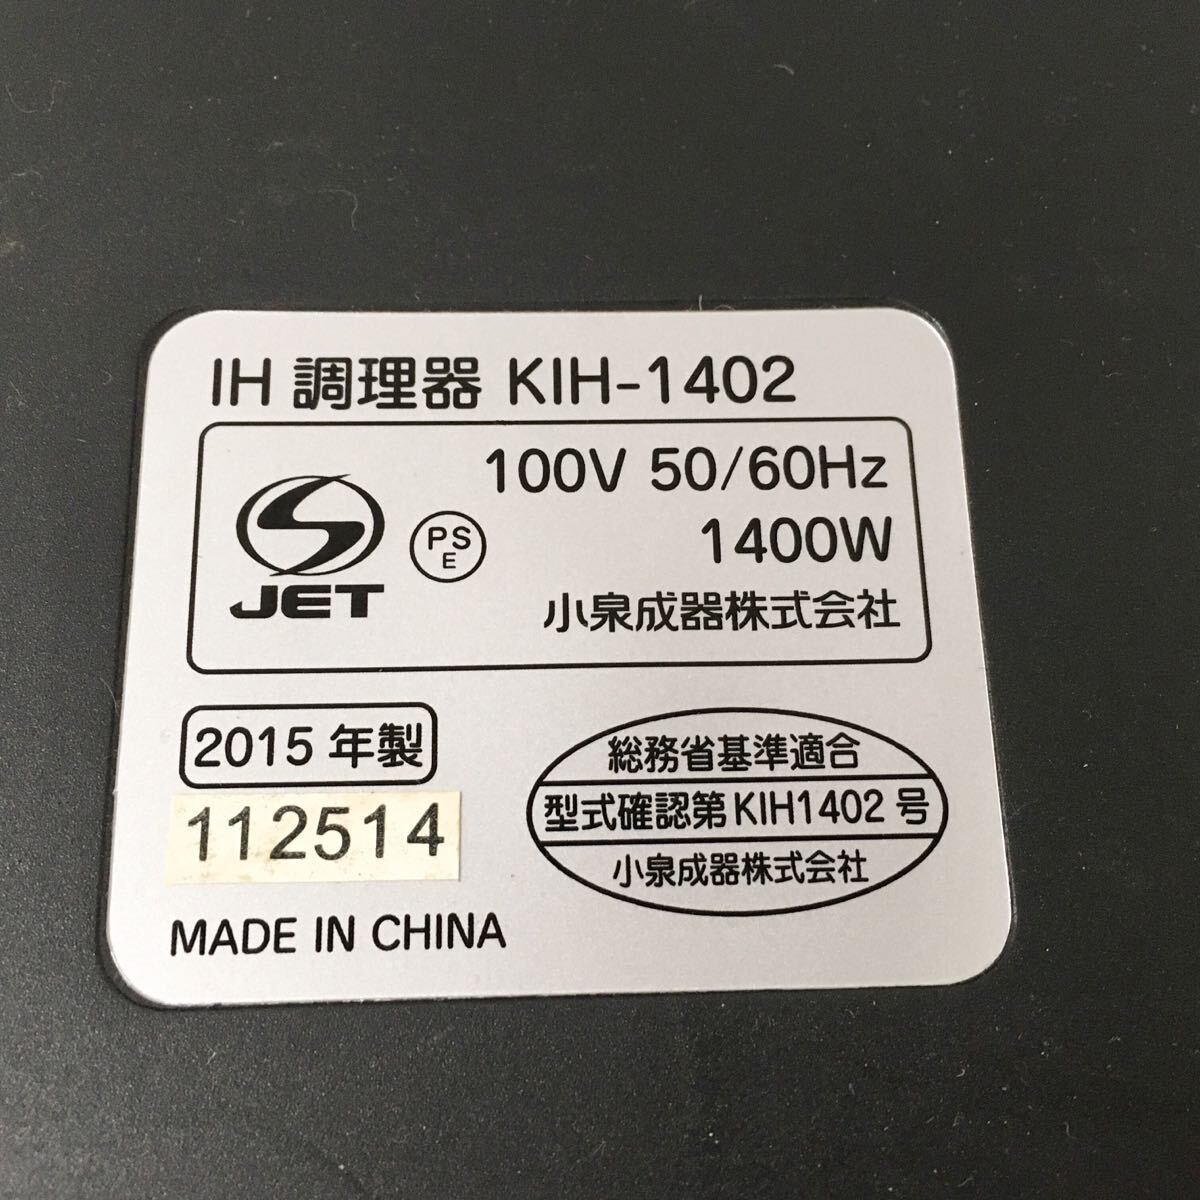 IH 調理器 KIH-1402
100V 50/60Hz
1400W
JET
PS
E
小泉成器株式会社
2015 年製
112514
MADE IN CHINA
総務省基準適合
型式確認第 KIH1402 号
小泉成器株式会社